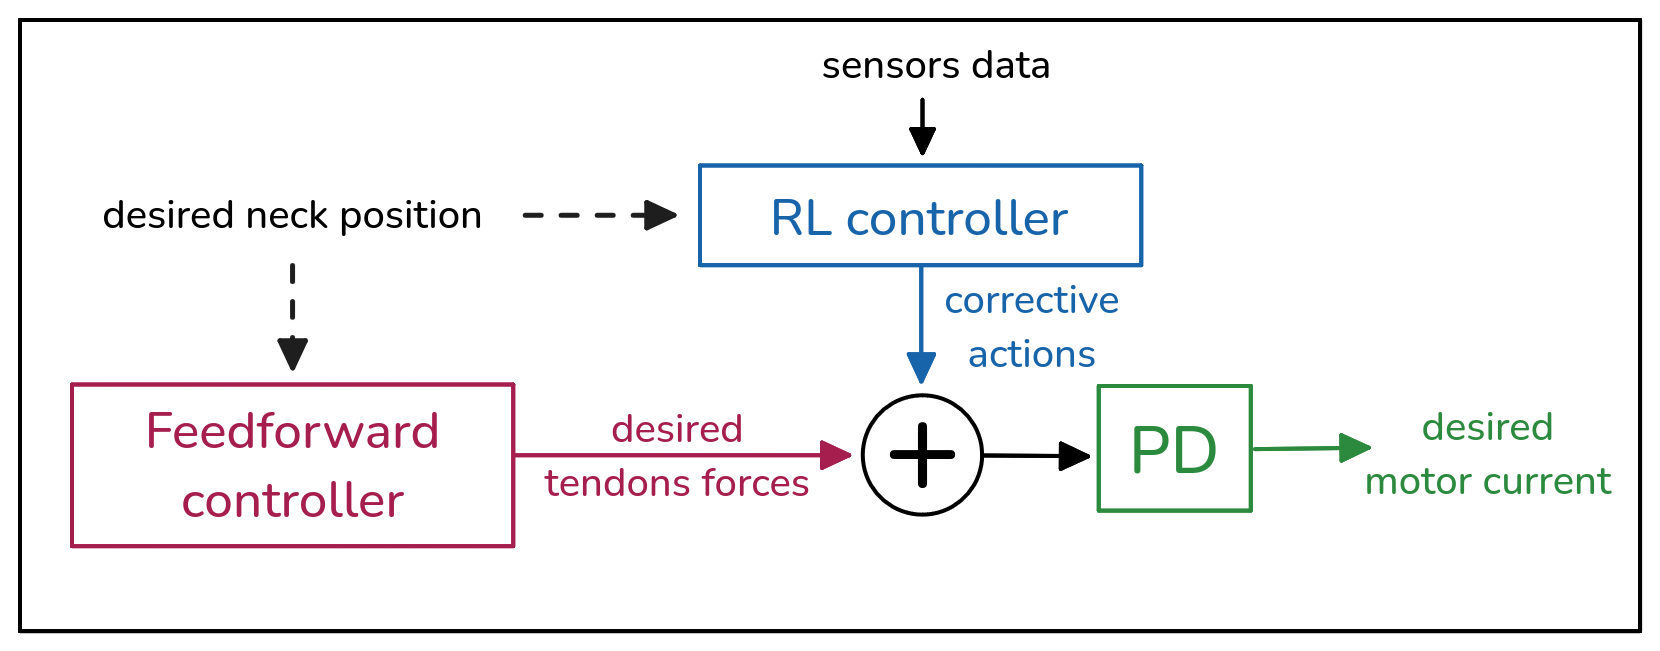 sensors data
desired neck position
RL controller
corrective
actions
Feedforward
controller
desired
tendons forces
+
PD
desired
motor current